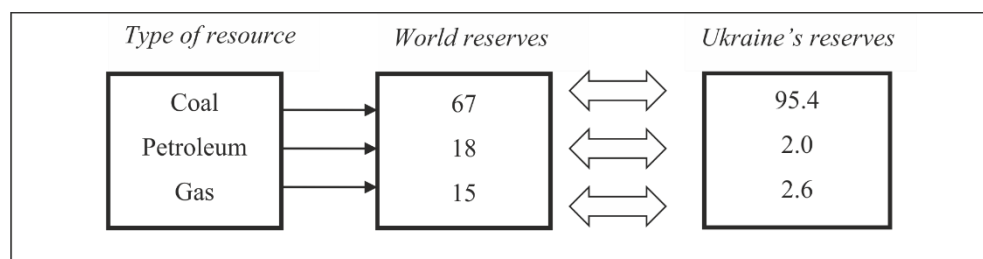 Type of resource World reserves Ukraine's reserves
Coal 67 95.4
Petroleum 18 2.0
Gas 15 2.6